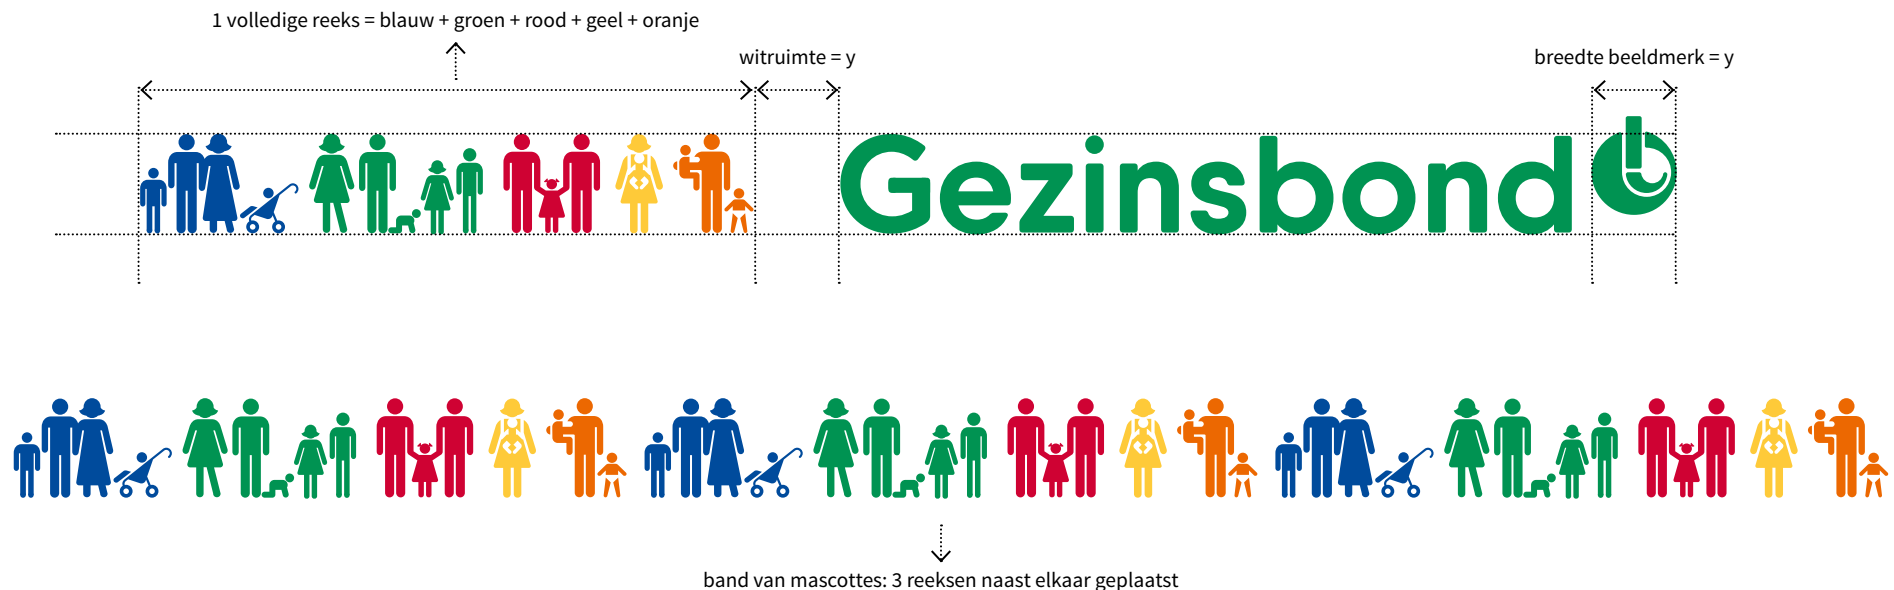 1 volledige reeks = blauw + groen + rood + geel + oranje
witruimte = y
breedte beeldmerk = y
Gezinsbond
band van mascottes: 3 reeksen naast elkaar geplaatst